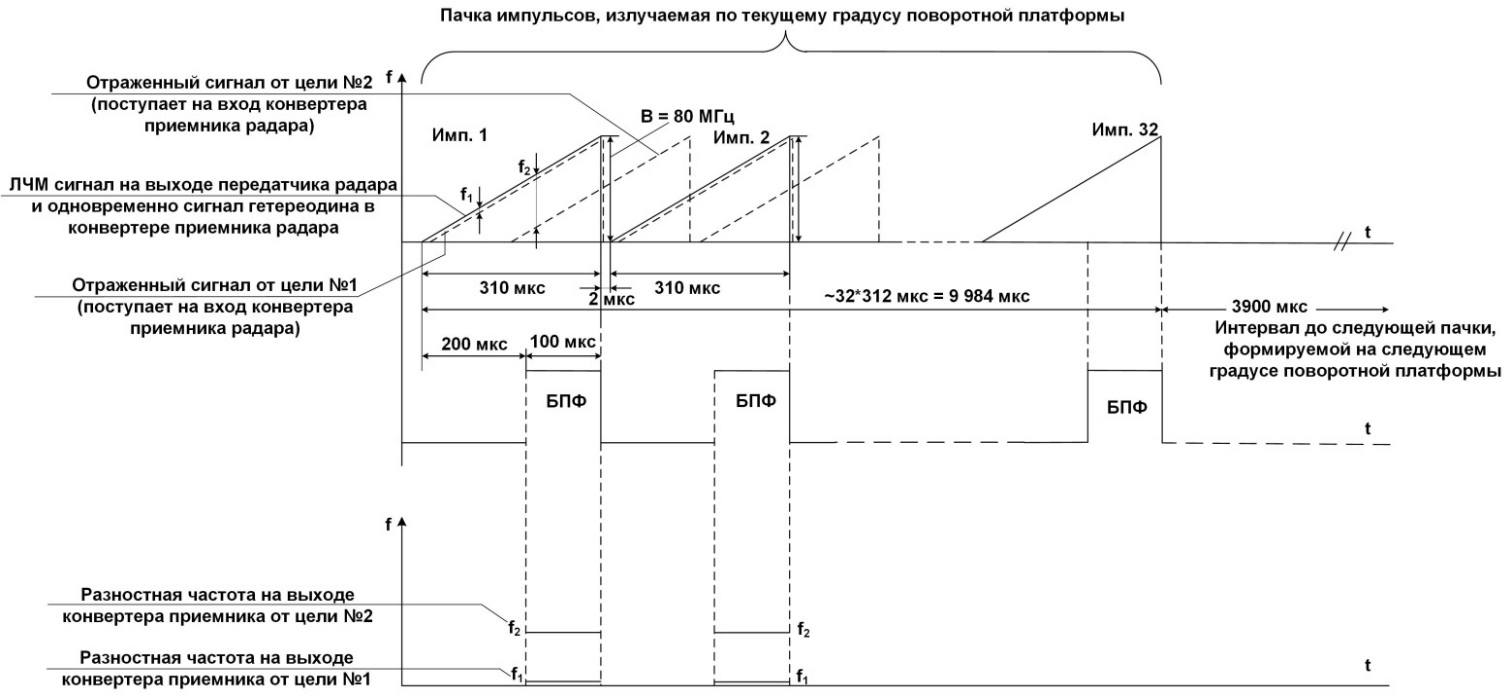 Пачка импульсов, излучаемая по текущему градусу поворотной платформы
f
Отраженный сигнал от цели №2
(поступает на вход конвертера
приемника радара)
B = 80 МГц
Имп. 1
Имп. 2
Имп. 32
f₂
f₁
ЛЧМ сигнал на выходе передатчика радара
и одновременно сигнал гетереодина в
конвертере приемника радара
t
Отраженный сигнал от цели №1
(поступает на вход конвертера
приемника радара)
310 мкс
2 мкс
310 мкс
~32*312 мкс = 9 984 мкс
3900 мкс
Интервал до следующей пачки,
формируемой на следующем
градусе поворотной платформы
200 мкс
100 мкс
БПФ
БПФ
БПФ
t
f
Разностная частота на выходе
конвертера приемника от цели №2
f₂
f₂
Разностная частота на выходе
конвертера приемника от цели №1
f₁
f₁
t